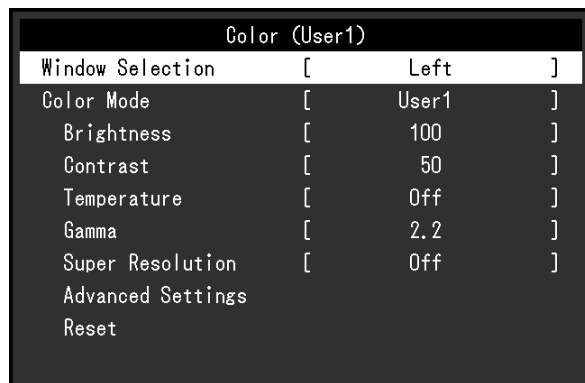 Color (User1)
Window Selection [ Left ]
Color Mode [ User1 ]
Brightness [ 100 ]
Contrast [ 50 ]
Temperature [ Off ]
Gamma [ 2.2 ]
Super Resolution [ Off ]
Advanced Settings
Reset